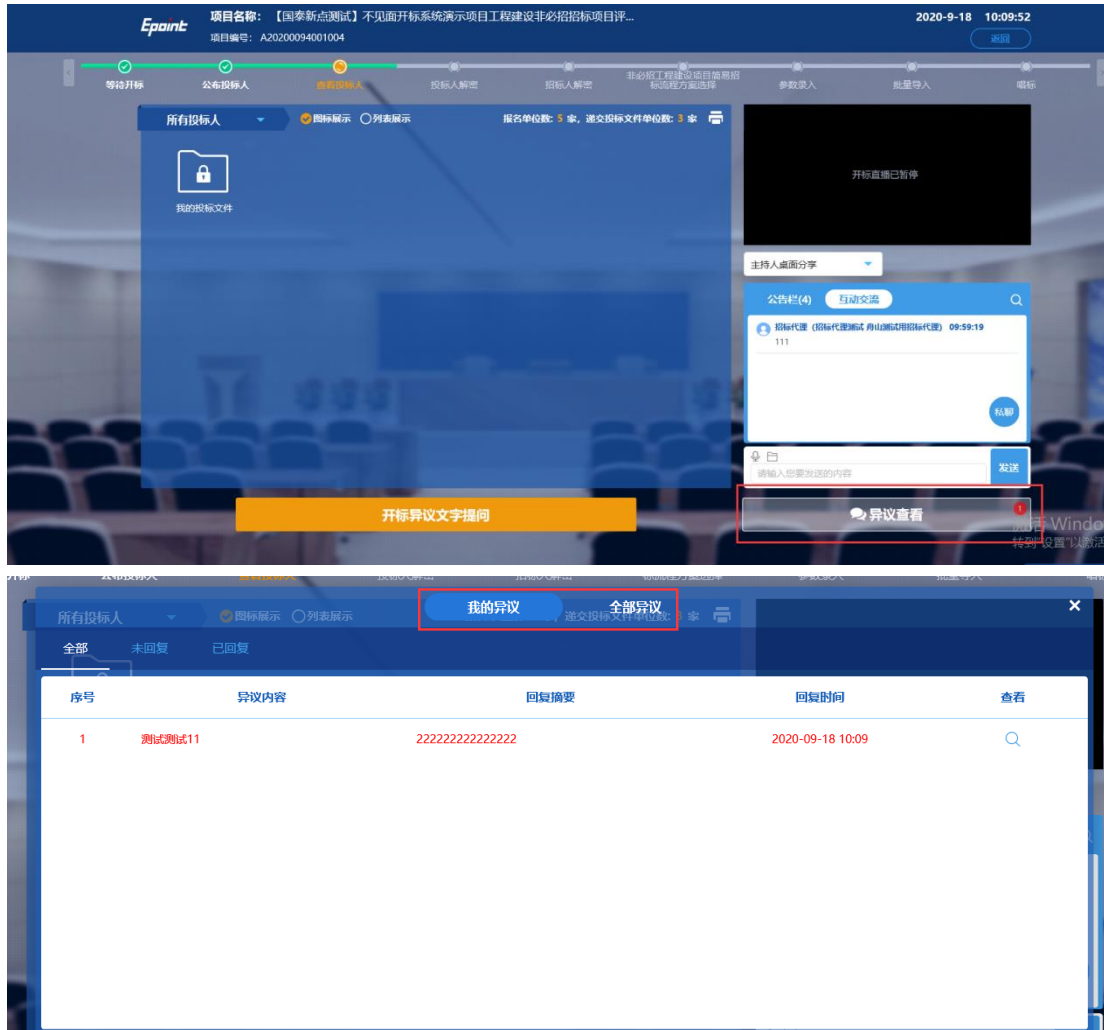 Epoint
项目名称：【国泰新点测试】不见面开标系统演示项目工程建设非必招招标项目评...
项目编号：A20200094001004
2020-9-18 10:09:52
返回
等待开标
公布投标人
查看投标人
投标人解密
招标人解密
非必招工程建设项目简易招
标流程方案选择
参数录入
批量导入
唱标
所有投标人
图标展示 列表展示
报名单位数: 5 家, 递交投标文件单位数: 3 家
我的投标文件
开标直播已暂停
主持人桌面分享
公告栏(4) 互动交流
招标代理（招标代理测试 舟山测试用招标代理） 09:59:19
111
私聊
请输入您要发送的内容
发送
开标异议文字提问
异议查看
1
转到"设置"以激活
所有投标人
图标展示 列表展示
我的异议 全部异议
全部 未回复 已回复
序号 异议内容 回复摘要 回复时间 查看
1 测试测试11 222222222222222 2020-09-18 10:09